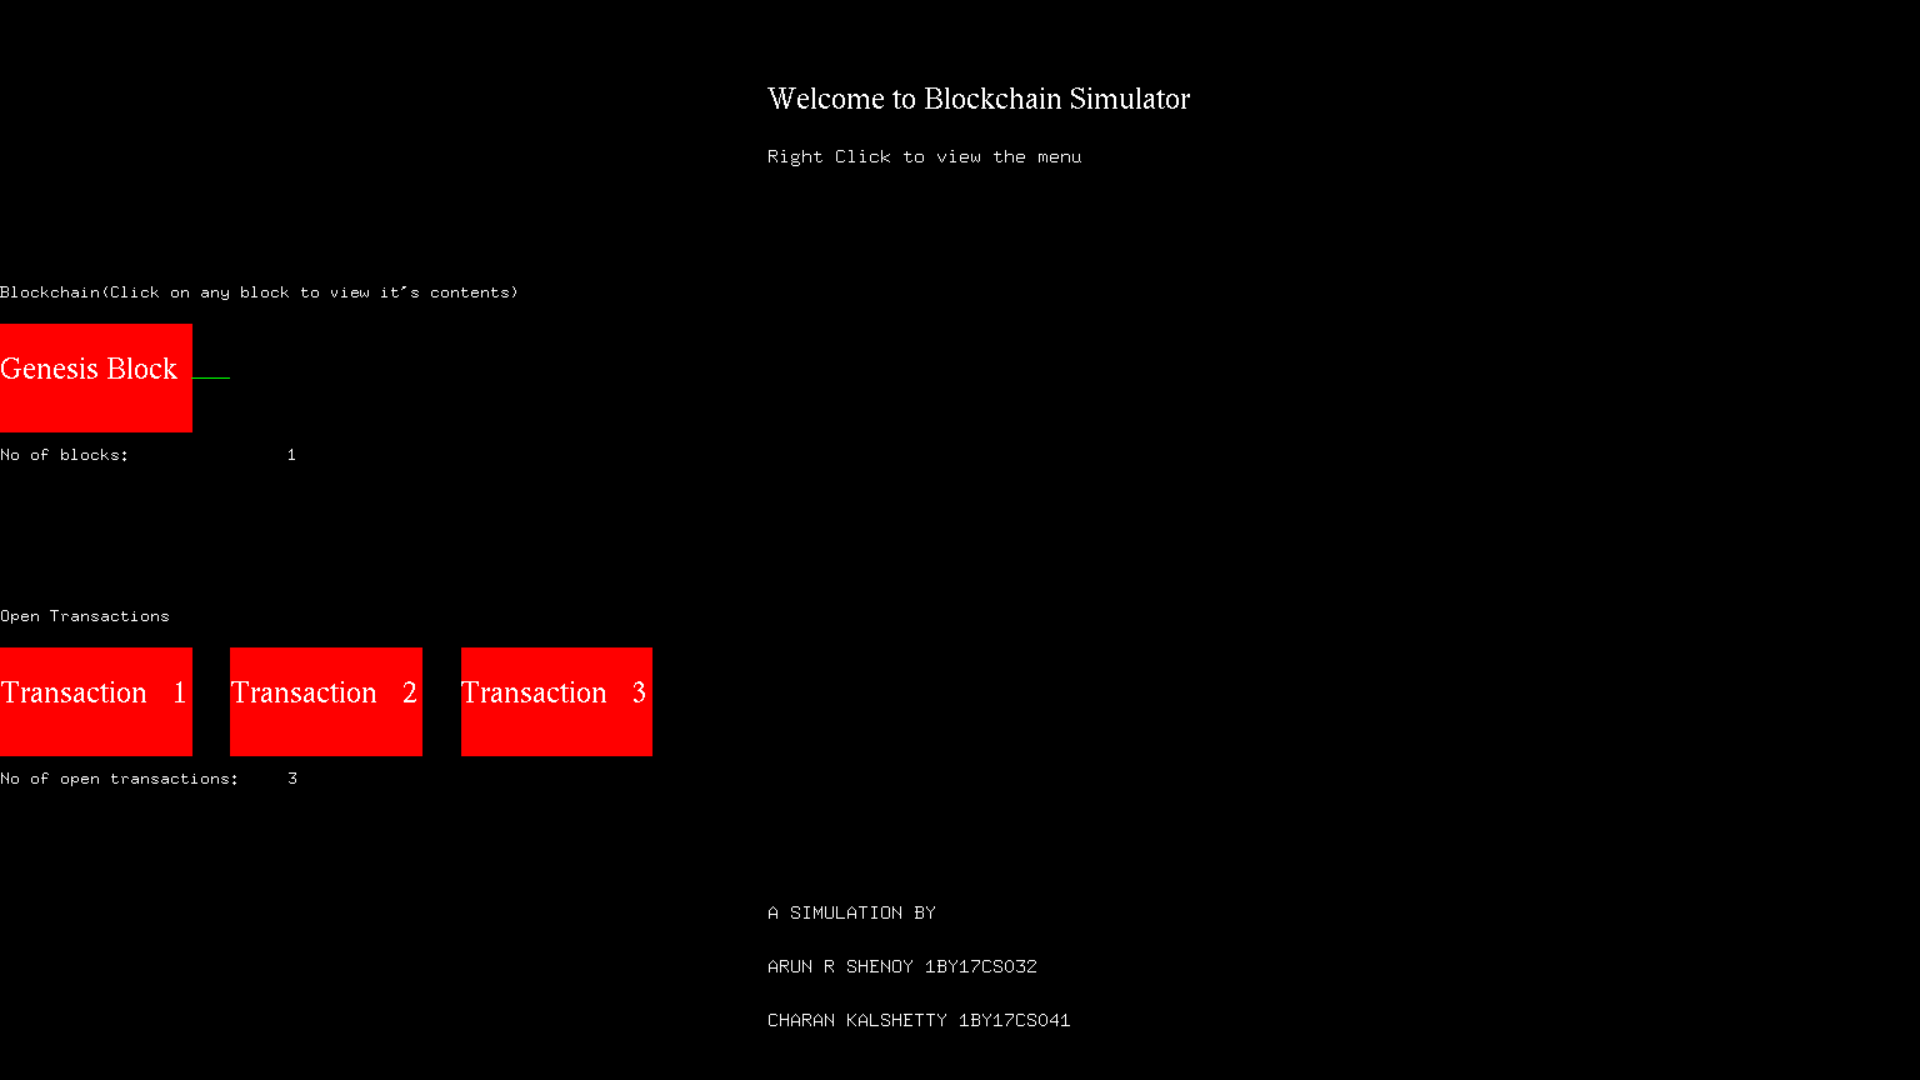 Welcome to Blockchain Simulator
Right Click to view the menu
Blockchain(Click on any block to view it's contents)
Genesis Block
No of blocks: 1
Open Transactions
Transaction 1 Transaction 2 Transaction 3
No of open transactions: 3
A SIMULATION BY
ARUN R SHENOY 1BY17CS032
CHARAN KALSHETTY 1BY17CS041